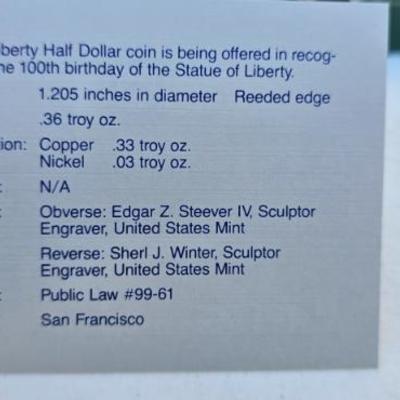 berty Half Dollar coin is being offered in recog-
ne 100th birthday of the Statue of Liberty.
1.205 inches in diameter Reeded edge
.36 troy oz.
ion: Copper .33 troy oz.
Nickel .03 troy oz.
: N/A
: Obverse: Edgar Z. Steever IV, Sculptor
Engraver, United States Mint
Reverse: Sherl J. Winter, Sculptor
Engraver, United States Mint
: Public Law #99-61
San Francisco